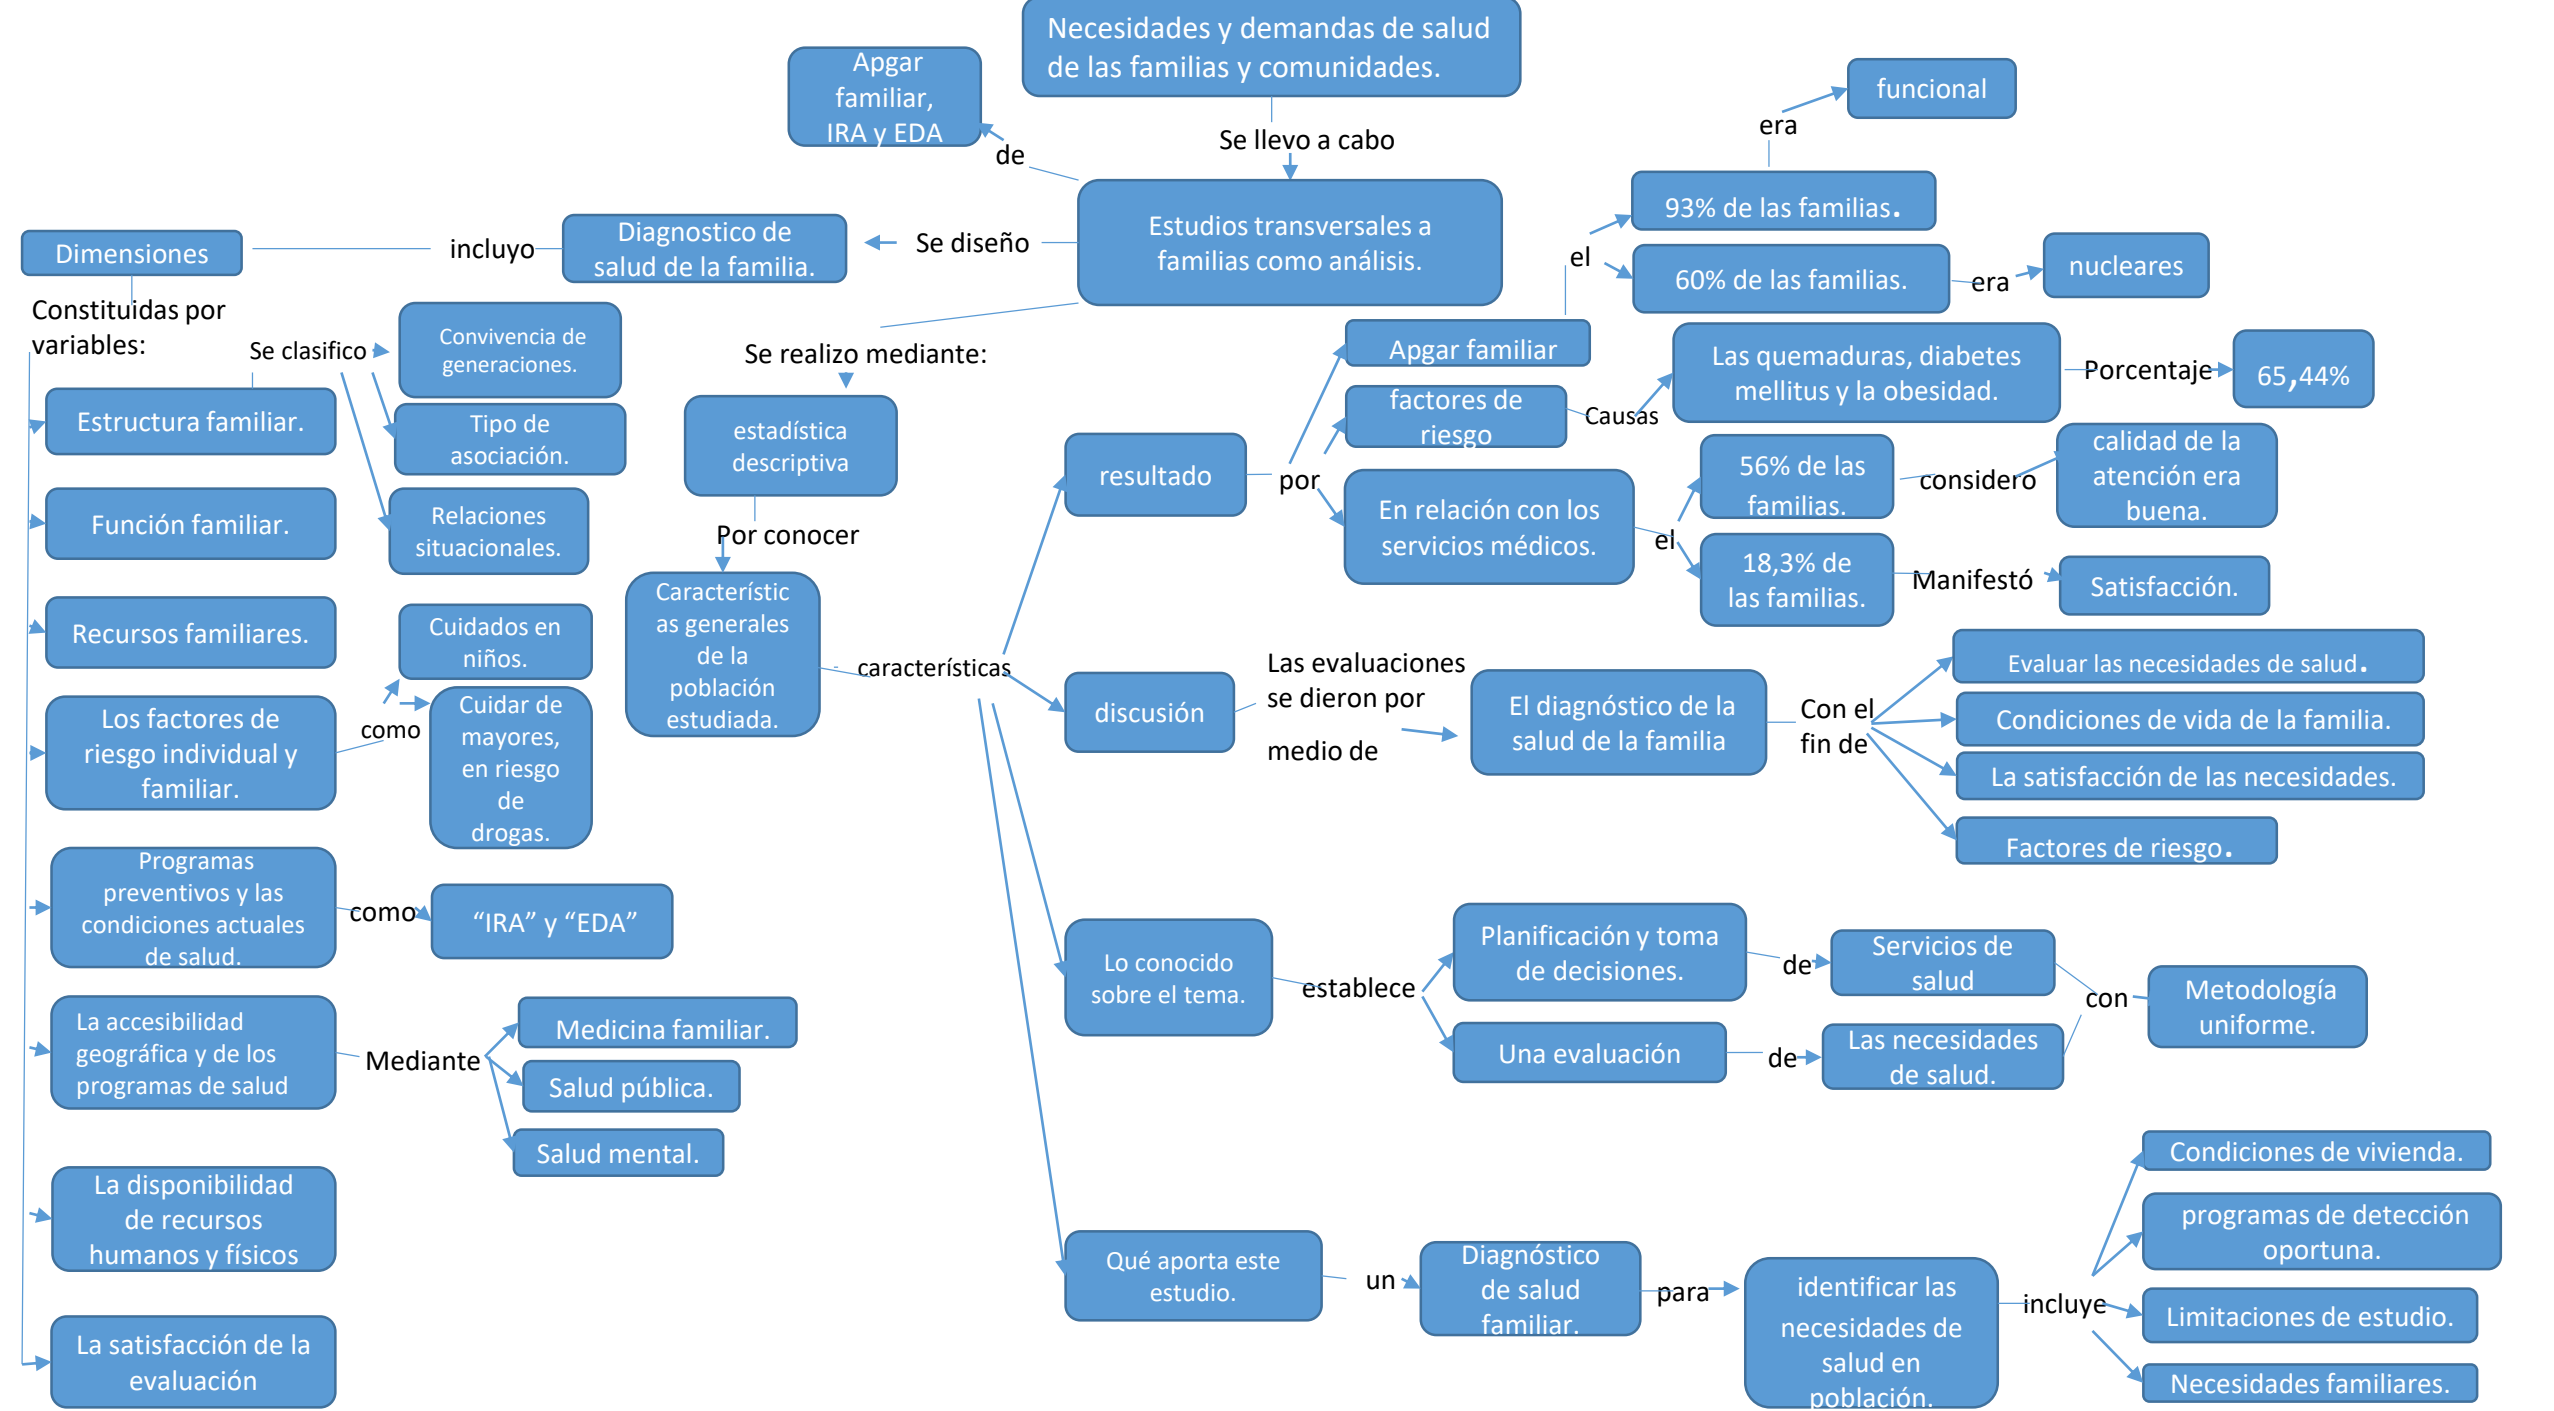 Necesidades y demandas de salud
de las familias y comunidades.
Se llevo a cabo
Apgar
familiar,
IRA y EDA
de
Estudios transversales a
familias como análisis.
Se diseño
Diagnostico de
salud de la familia.
incluyo
Dimensiones
Constituidas por
variables:
Estructura familiar.
Se clasifico
Convivencia de
generaciones.
Tipo de
asociación.
Relaciones
situacionales.
Función familiar.
Recursos familiares.
Los factores de
riesgo individual y
familiar.
como
Cuidados en
niños.
Cuidar de
mayores,
en riesgo
de
drogas.
Programas
preventivos y las
condiciones actuales
de salud.
como
“IRA” y “EDA”
La accesibilidad
geográfica y de los
programas de salud
Mediante
Medicina familiar.
Salud pública.
Salud mental.
La disponibilidad
de recursos
humanos y físicos
La satisfacción de la
evaluación
Se realizo mediante:
estadística
descriptiva
Por conocer
Característic
as generales
de la
población
estudiada.
características
resultado
por
Apgar familiar
el
93% de las familias.
era
funcional
60% de las familias.
era
nucleares
factores de
riesgo
Causas
Las quemaduras, diabetes
mellitus y la obesidad.
Porcentaje
65,44%
En relación con los
servicios médicos.
el
56% de las
familias.
considero
calidad de la
atención era
buena.
18,3% de
las familias.
Manifestó
Satisfacción.
discusión
Las evaluaciones
se dieron por
medio de
El diagnóstico de la
salud de la familia
Con el
fin de
Evaluar las necesidades de salud.
Condiciones de vida de la familia.
La satisfacción de las necesidades.
Factores de riesgo.
Lo conocido
sobre el tema.
establece
Planificación y toma
de decisiones.
de
Servicios de
salud
Una evaluación
de
Las necesidades
de salud.
con
Metodología
uniforme.
Qué aporta este
estudio.
un
Diagnóstico
de salud
familiar.
para
identificar las
necesidades de
salud en
población.
incluye
Condiciones de vivienda.
programas de detección
oportuna.
Limitaciones de estudio.
Necesidades familiares.